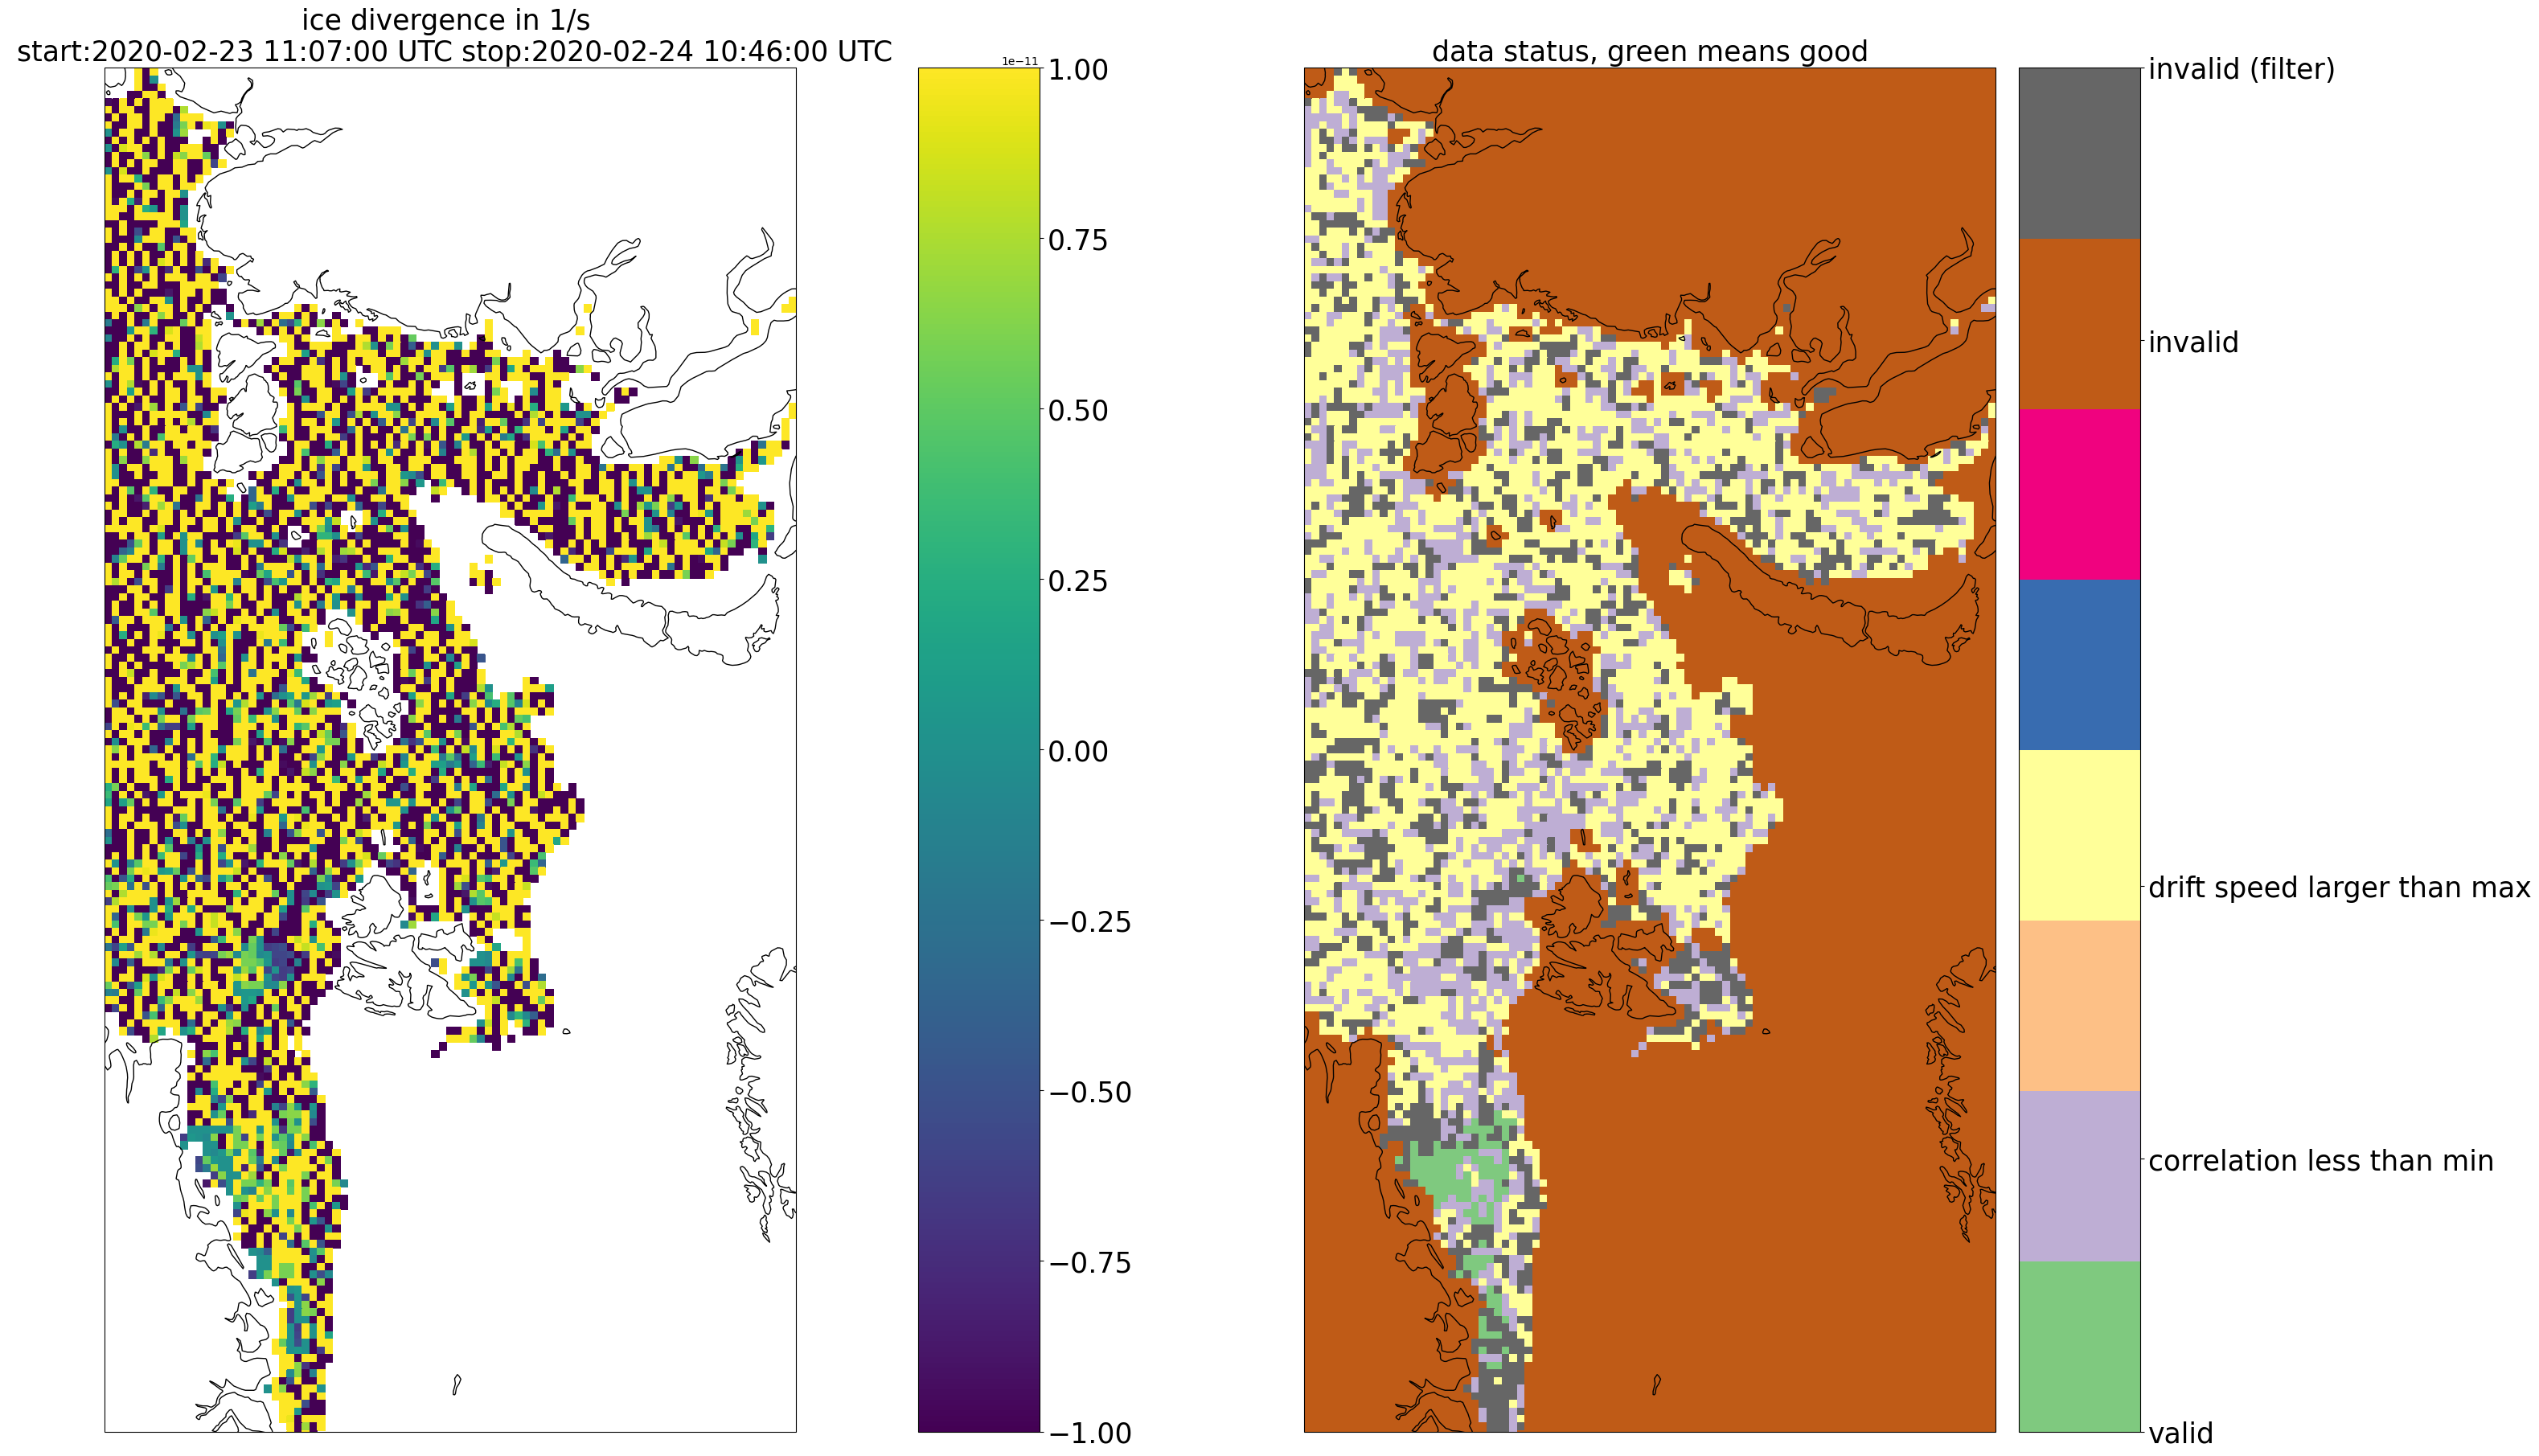 ice divergence in 1/s
start:2020-02-23 11:07:00 UTC stop:2020-02-24 10:46:00 UTC
1e−11
1.00
0.75
0.50
0.25
0.00
−0.25
−0.50
−0.75
−1.00
data status, green means good
invalid (filter)
invalid
drift speed larger than max
correlation less than min
valid